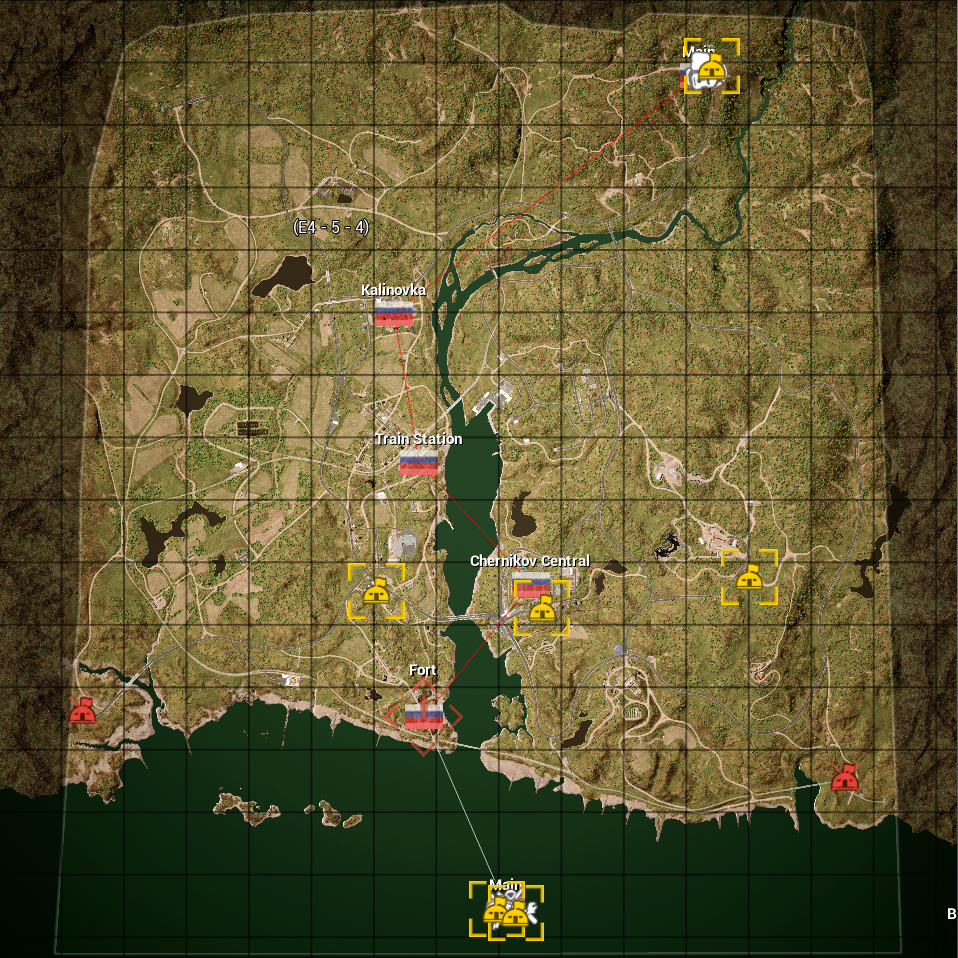 Main
(E4 - 5 - 4)
Kalinovka
Train Station
Chernikov Central
Fort
Main
B